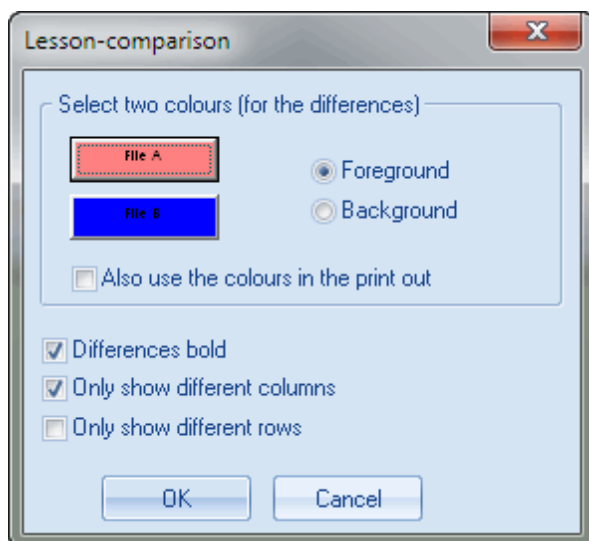 Lesson-comparison
Select two colours (for the differences)
File A
Foreground
File B
Background
Also use the colours in the print out
Differences bold
Only show different columns
Only show different rows
OK
Cancel